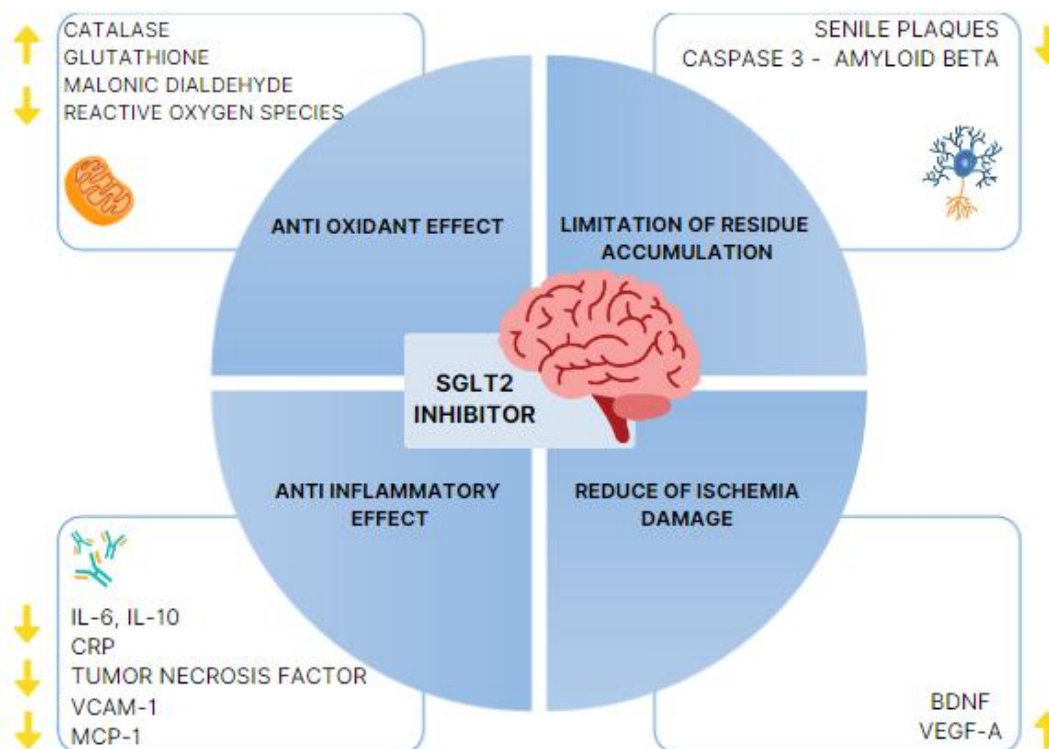 CATALASE
GLUTATHIONE
MALONIC DIALDEHYDE
REACTIVE OXYGEN SPECIES
SENILE PLAQUES
CASPASE 3 - AMYLOID BETA
ANTI OXIDANT EFFECT
LIMITATION OF RESIDUE
ACCUMULATION
SGLT2
INHIBITOR
ANTI INFLAMMATORY
EFFECT
REDUCE OF ISCHEMIA
DAMAGE
IL-6, IL-10
CRP
TUMOR NECROSIS FACTOR
VCAM-1
MCP-1
BDNF
VEGF-A